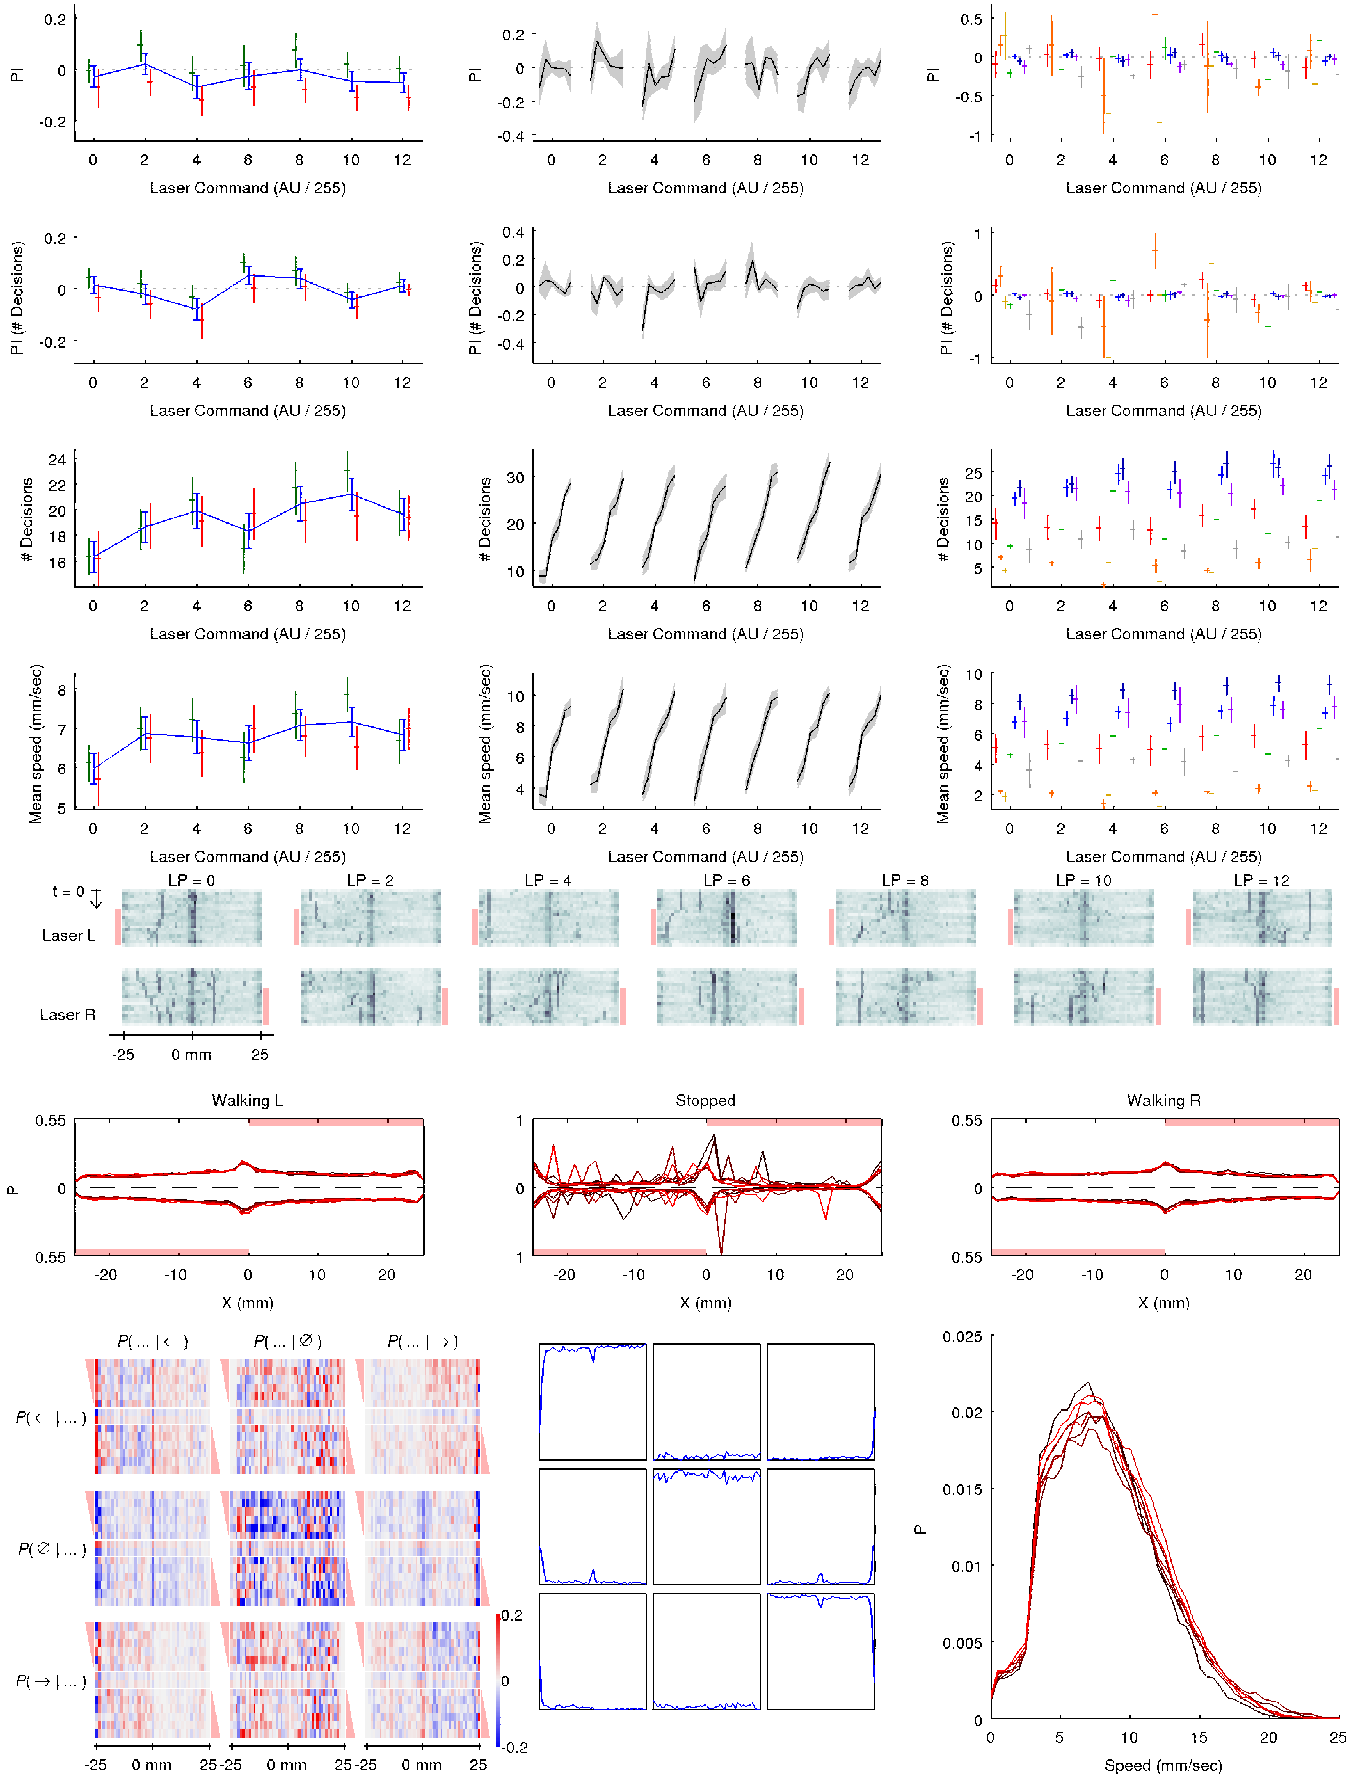 0.2
0
-0.2
PI
0 2 4 6 8 10 12
Laser Command (AU / 255)
0.2
0
-0.2
-0.4
PI
0 2 4 6 8 10 12
Laser Command (AU / 255)
0.5
0
-0.5
-1
PI
0 2 4 6 8 10 12
Laser Command (AU / 255)
0.2
0
-0.2
PI (# Decisions)
0 2 4 6 8 10 12
Laser Command (AU / 255)
0.4
0.2
0
-0.2
-0.4
PI (# Decisions)
0 2 4 6 8 10 12
Laser Command (AU / 255)
1
0
-1
PI (# Decisions)
0 2 4 6 8 10 12
Laser Command (AU / 255)
24
22
20
18
16
# Decisions
0 2 4 6 8 10 12
Laser Command (AU / 255)
30
20
10
# Decisions
0 2 4 6 8 10 12
Laser Command (AU / 255)
25
20
15
10
5
# Decisions
0 2 4 6 8 10 12
Laser Command (AU / 255)
8
7
6
5
Mean speed (mm/sec)
0 2 4 6 8 10 12
Laser Command (AU / 255)
10
8
6
4
Mean speed (mm/sec)
0 2 4 6 8 10 12
Laser Command (AU / 255)
10
8
6
4
2
Mean speed (mm/sec)
0 2 4 6 8 10 12
Laser Command (AU / 255)
LP = 0 LP = 2 LP = 4 LP = 6 LP = 8 LP = 10 LP = 12
t = 0
Laser L
Laser R
-25 0 mm 25
Walking L
0.55
0
0.55
P
-20 -10 0 10 20
X (mm)
Stopped
1
0
1
-20 -10 0 10 20
X (mm)
Walking R
0.55
0
0.55
-20 -10 0 10 20
X (mm)
P( ... | ← ) P( ... | ∅ ) P( ... | → )
P( ← | ... )
P( ∅ | ... )
P( → | ... )
-25 0 mm 25 -25 0 mm 25 -25 0 mm 25
0.2
0
-0.2
0.025
0.02
0.015
0.01
0.005
0
P
0 5 10 15 20 25
Speed (mm/sec)